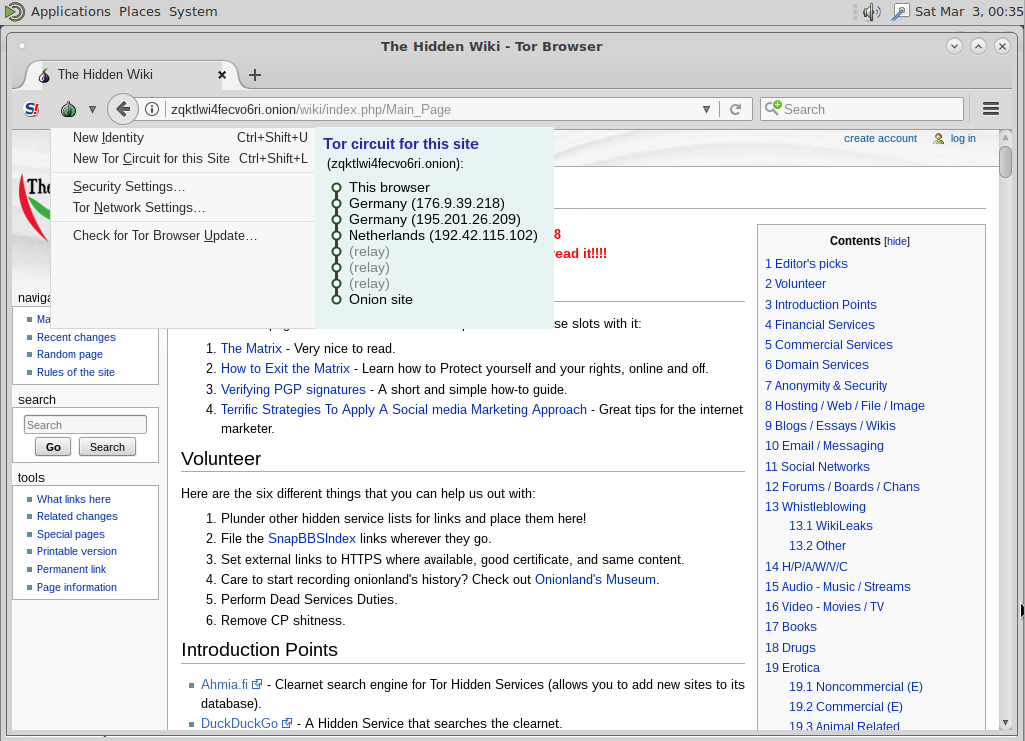 Applications Places System
Sat Mar 3, 00:35
The Hidden Wiki - Tor Browser
The Hidden Wiki
S!
zqktlwi4fecvo6ri.onion/wiki/index.php/Main_Page
Search
New Identity Ctrl+Shift+U
New Tor Circuit for this Site Ctrl+Shift+L
Security Settings…
Tor Network Settings…
Check for Tor Browser Update…
Tor circuit for this site
(zqktlwi4fecvo6ri.onion):
This browser
Germany (176.9.39.218)
Germany (195.201.26.209)
Netherlands (192.42.115.102)
(relay)
(relay)
(relay)
Onion site
create account log in
The
8
ead it!!!!
naviga
Ma
Recent changes
Random page
Rules of the site
search
Search
Go Search
tools
What links here
Related changes
Special pages
Printable version
Permanent link
Page information
se slots with it:
1. The Matrix - Very nice to read.
2. How to Exit the Matrix - Learn how to Protect yourself and your rights, online and off.
3. Verifying PGP signatures - A short and simple how-to guide.
4. Terrific Strategies To Apply A Social media Marketing Approach - Great tips for the internet
marketer.
Volunteer
Here are the six different things that you can help us out with:
1. Plunder other hidden service lists for links and place them here!
2. File the SnapBBSIndex links wherever they go.
3. Set external links to HTTPS where available, good certificate, and same content.
4. Care to start recording onionland's history? Check out Onionland's Museum.
5. Perform Dead Services Duties.
6. Remove CP shitness.
Introduction Points
Ahmia.fi - Clearnet search engine for Tor Hidden Services (allows you to add new sites to its
database).
DuckDuckGo - A Hidden Service that searches the clearnet.
Contents [hide]
1 Editor's picks
2 Volunteer
3 Introduction Points
4 Financial Services
5 Commercial Services
6 Domain Services
7 Anonymity & Security
8 Hosting / Web / File / Image
9 Blogs / Essays / Wikis
10 Email / Messaging
11 Social Networks
12 Forums / Boards / Chans
13 Whistleblowing
13.1 WikiLeaks
13.2 Other
14 H/P/A/W/V/C
15 Audio - Music / Streams
16 Video - Movies / TV
17 Books
18 Drugs
19 Erotica
19.1 Noncommercial (E)
19.2 Commercial (E)
19.3 Animal Related